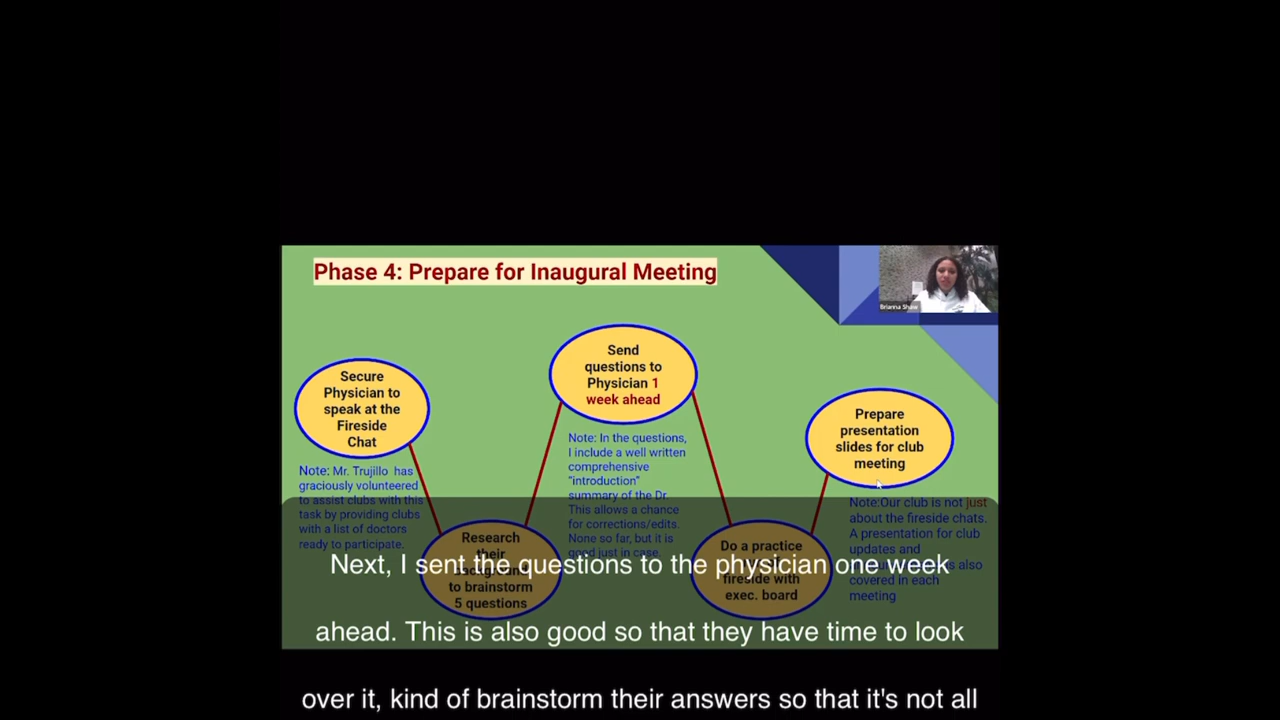 Phase 4: Prepare for Inaugural Meeting
Brianna Shaw
Secure
Physician to
speak at the
Fireside
Chat
Note: Mr. Trujillo has
graciously volunteered
to assist clubs with this
task by providing clubs
with a list of doctors
ready to participate.
Research
their
background
to brainstorm
5 questions
Send
questions to
Physician 1
week ahead
Note: In the questions,
I include a well written
comprehensive
"introduction"
summary of the Dr.
This allows a chance
for corrections/edits.
None so far, but it is
good just in case.
Do a practice
fireside with
exec. board
Prepare
presentation
slides for club
meeting
Note:Our club is not just
about the fireside chats.
A presentation for club
updates and
is also
covered in each
meeting
Next, I sent the questions to the physician one week
ahead. This is also good so that they have time to look
over it, kind of brainstorm their answers so that it's not all